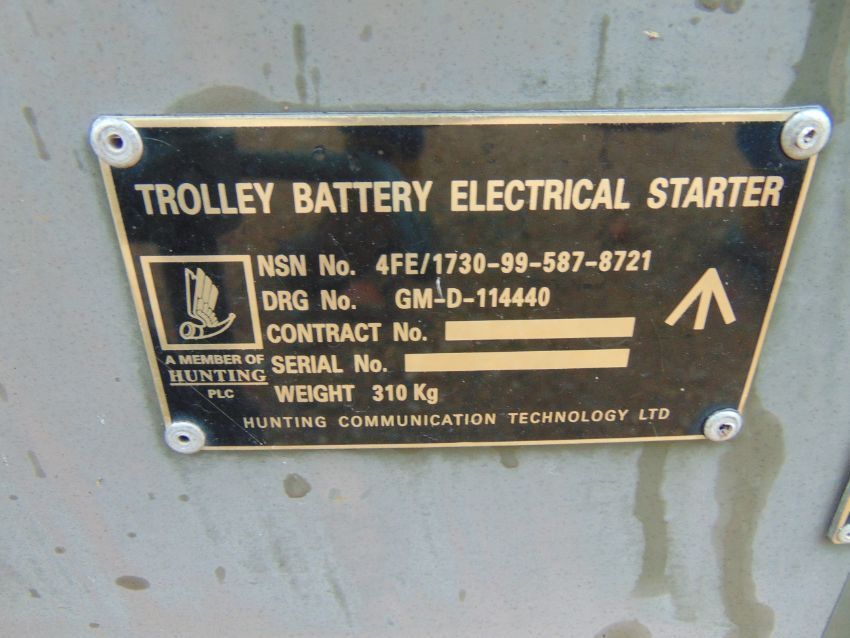 TROLLEY BATTERY ELECTRICAL STARTER
NSN No. 4FE/1730-99-587-8721
DRG No. GM-D-114440
CONTRACT No.
SERIAL No.
WEIGHT 310 Kg
A MEMBER OF
HUNTING
PLC
HUNTING COMMUNICATION TECHNOLOGY LTD